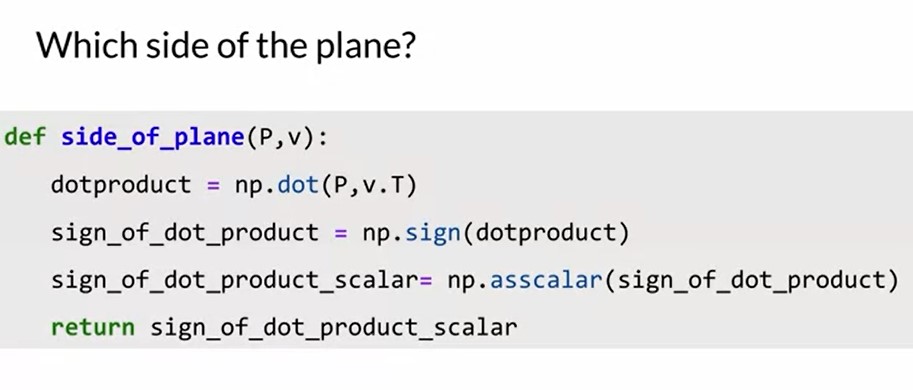 Which side of the plane?
def side_of_plane(P,v):
dotproduct = np.dot(P,v.T)
sign_of_dot_product = np.sign(dotproduct)
sign_of_dot_product_scalar= np.asscalar(sign_of_dot_product)
return sign_of_dot_product_scalar